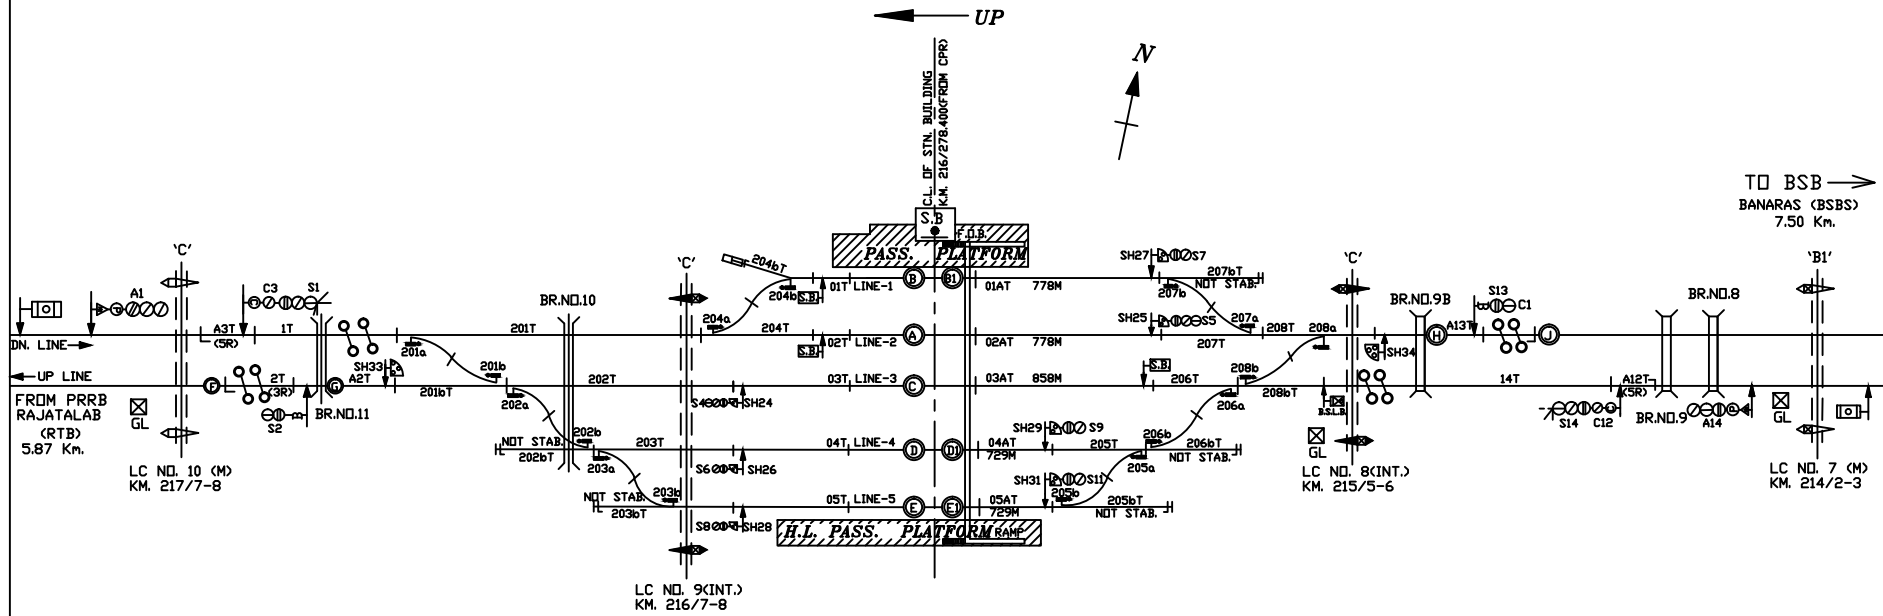 UP
N
C.L. OF STN. BUILDING
K.M. 216/278.400(FROM CPR)
TO BSB
BANARAS (BSBS)
7.50 Km.
S.B
F.O.B.
PASS. PLATFORM
'C'
'C'
'C'
'B1'
A1
C3
S1
A3T
(5R)
1T
DN. LINE
UP LINE
FROM PRRB
RAJATALAB
(RTB)
5.87 Km.
GL
F
2T
(3R)
S2
BR.NO.11
G
A2T
SH33
201a
201T
201b
201bT
202a
BR.NO.10
202T
202b
NOT STAB.
202bT
203a
203T
203b
NOT STAB.
203bT
LC NO. 10 (M)
KM. 217/7-8
204bT
204b
204a
204T
S.B.
S.B.
01T LINE-1
B
B1
01AT
778M
02T LINE-2
A
02AT
778M
03T LINE-3
C
03AT
858M
04T LINE-4
D
D1
04AT
729M
05T LINE-5
E
E1
05AT
729M
S4
SH24
S6
SH26
S8
SH28
H.L. PASS. PLATFORM
RAMP
LC NO. 9(INT.)
KM. 216/7-8
SH27
S7
207bT
NOT STAB.
207b
SH25
S5
207a
207T
208T
208a
S.B.
206T
208b
208bT
206a
SH29
S9
205T
206b
206bT
NOT STAB.
205a
SH31
S11
205b
205bT
NOT STAB.
B.S.L.B.
GL
SH34
LC NO. 8(INT.)
KM. 215/5-6
BR.NO.9B
H
A13T
S13
C1
J
BR.NO.8
14T
A12T
(5R)
S14
C12
BR.NO.9
A14
GL
LC NO. 7 (M)
KM. 214/2-3